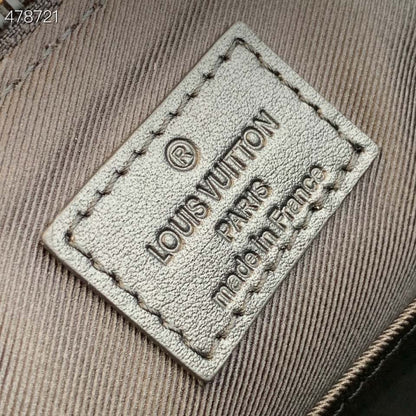 478721
®
LOUIS VUITTON
PARIS
made in France